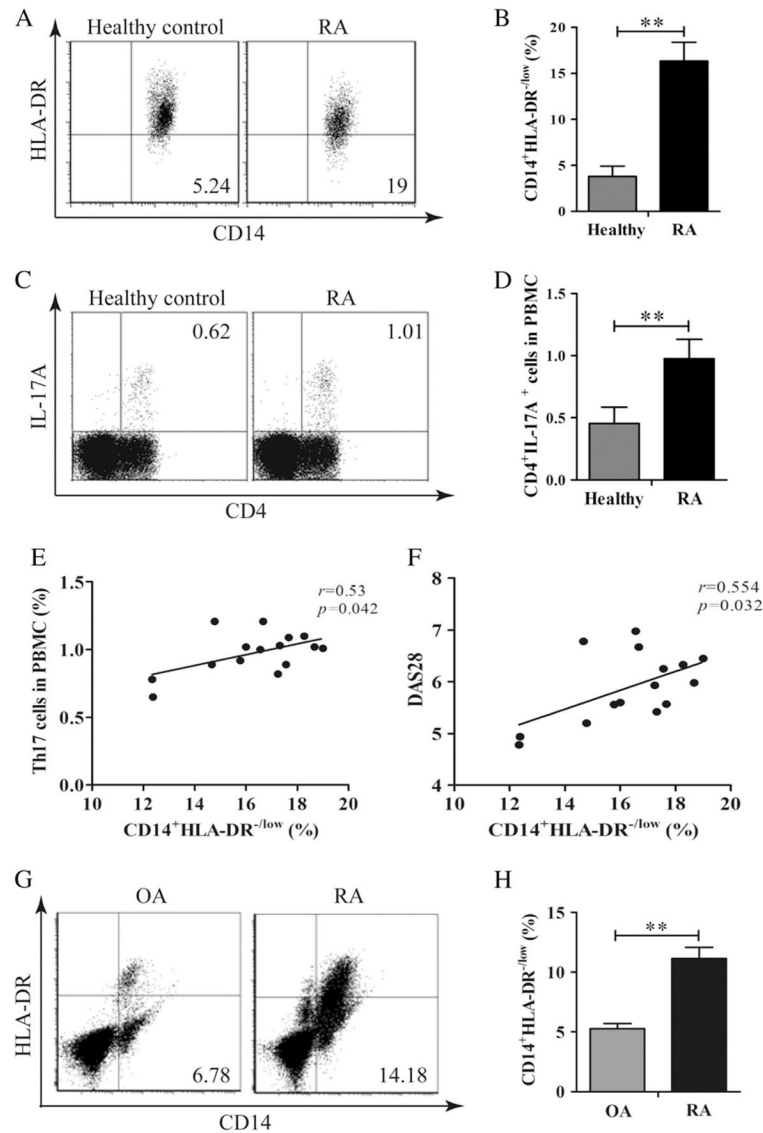 A
Healthy control
RA
HLA-DR
5.24
19
CD14
B
CD14+HLA-DR-/low (%)
20
15
10
5
0
**
Healthy
RA
C
Healthy control
RA
IL-17A
0.62
1.01
CD4
D
CD4+IL-17A + cells in PBMC
1.5
1.0
0.5
0.0
**
Healthy
RA
E
Th17 cells in PBMC (%)
1.5
1.0
0.5
0.0
r=0.53
p=0.042
10
12
14
16
18
20
CD14+HLA-DR-/low (%)
F
DAS28
8
7
6
5
4
r=0.554
p=0.032
10
12
14
16
18
20
CD14+HLA-DR-/low (%)
G
OA
RA
HLA-DR
6.78
14.18
CD14
H
CD14+HLA-DR-/low (%)
15
10
5
0
**
OA
RA